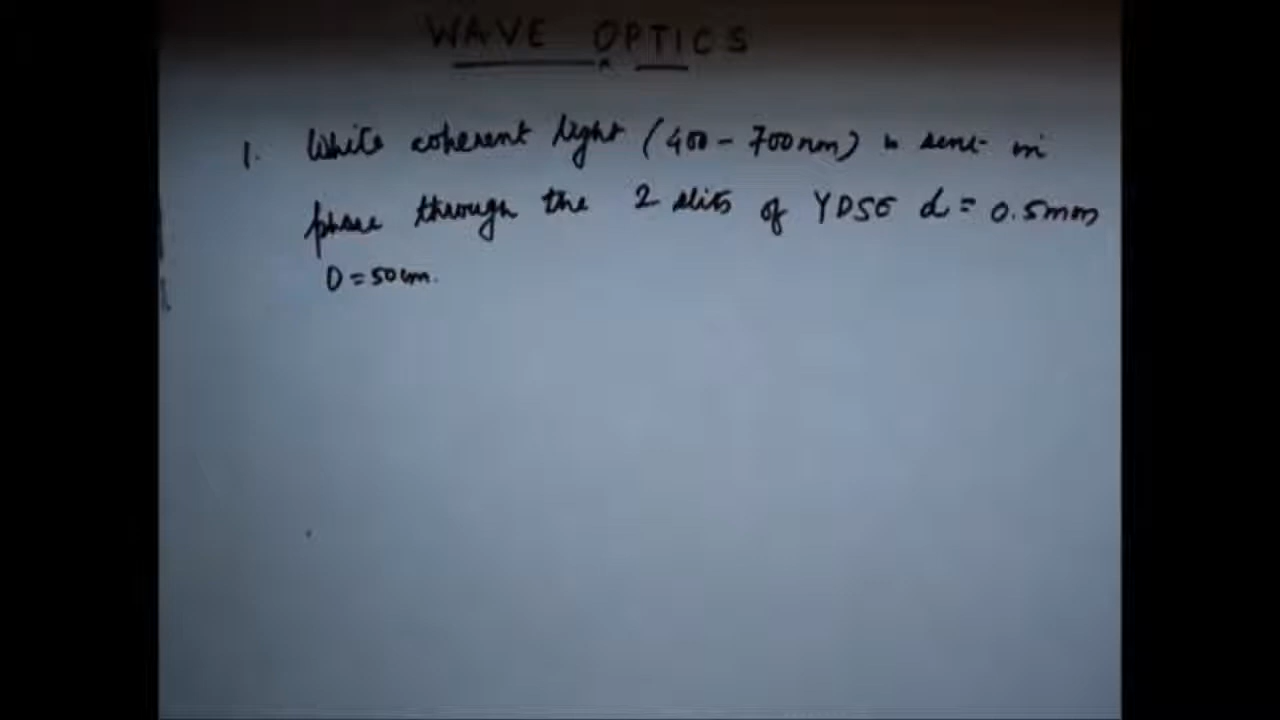 WAVE OPTICS
1. White coherent light (400 - 700nm) is sent in
phase through the 2 slits of YDSE d = 0.5mm
D = 50cm.